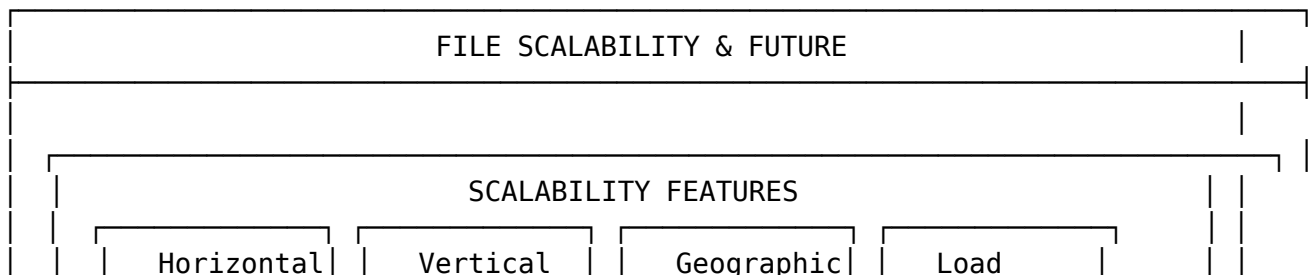 FILE SCALABILITY & FUTURE
SCALABILITY FEATURES
Horizontal Vertical Geographic Load